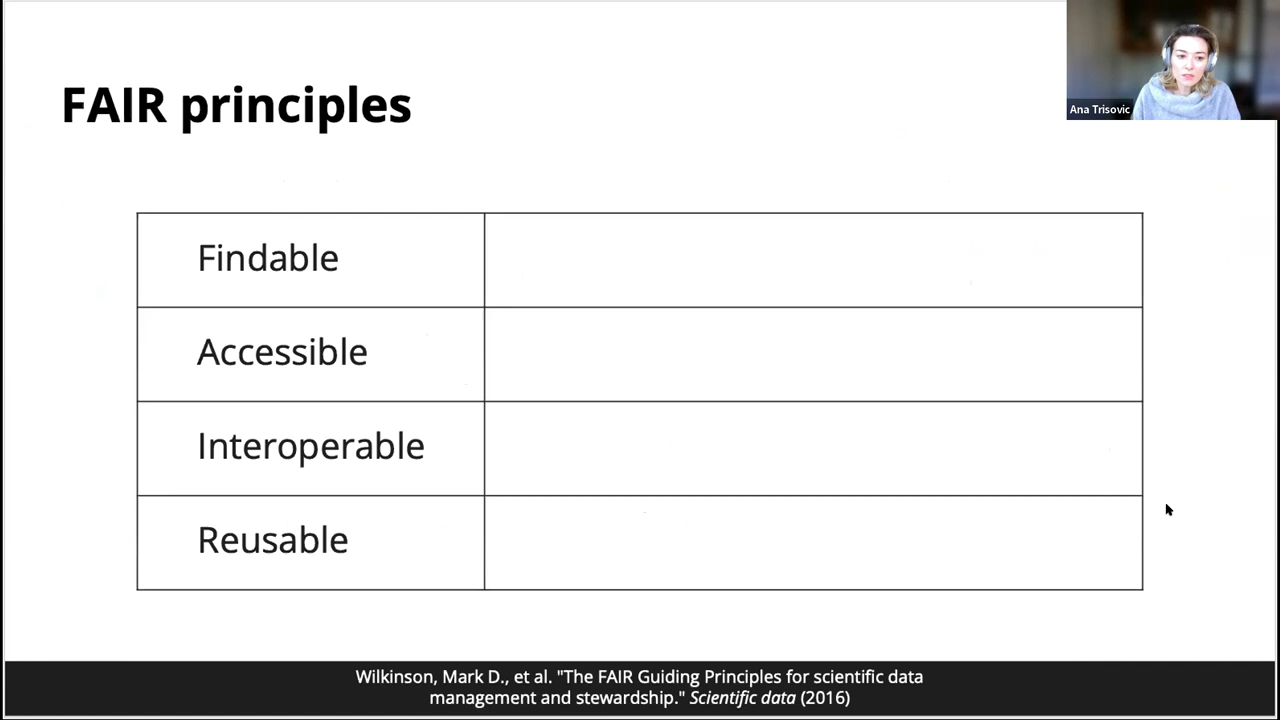 FAIR principles
Ana Trisovic
Findable
Accessible
Interoperable
Reusable
Wilkinson, Mark D., et al. "The FAIR Guiding Principles for scientific data
management and stewardship." Scientific data (2016)